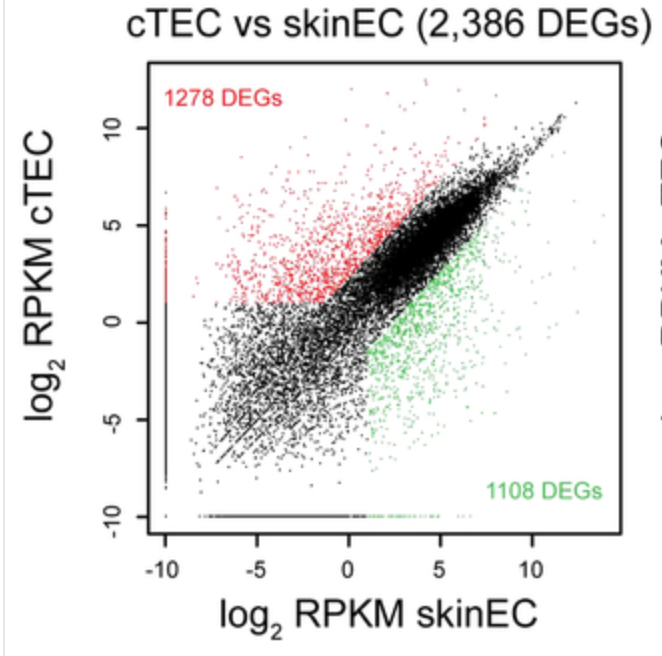 cTEC vs skinEC (2,386 DEGs)
1278 DEGs
log2 RPKM cTEC
10
5
0
-5
-10
1108 DEGs
-10 -5 0 5 10
log2 RPKM skinEC